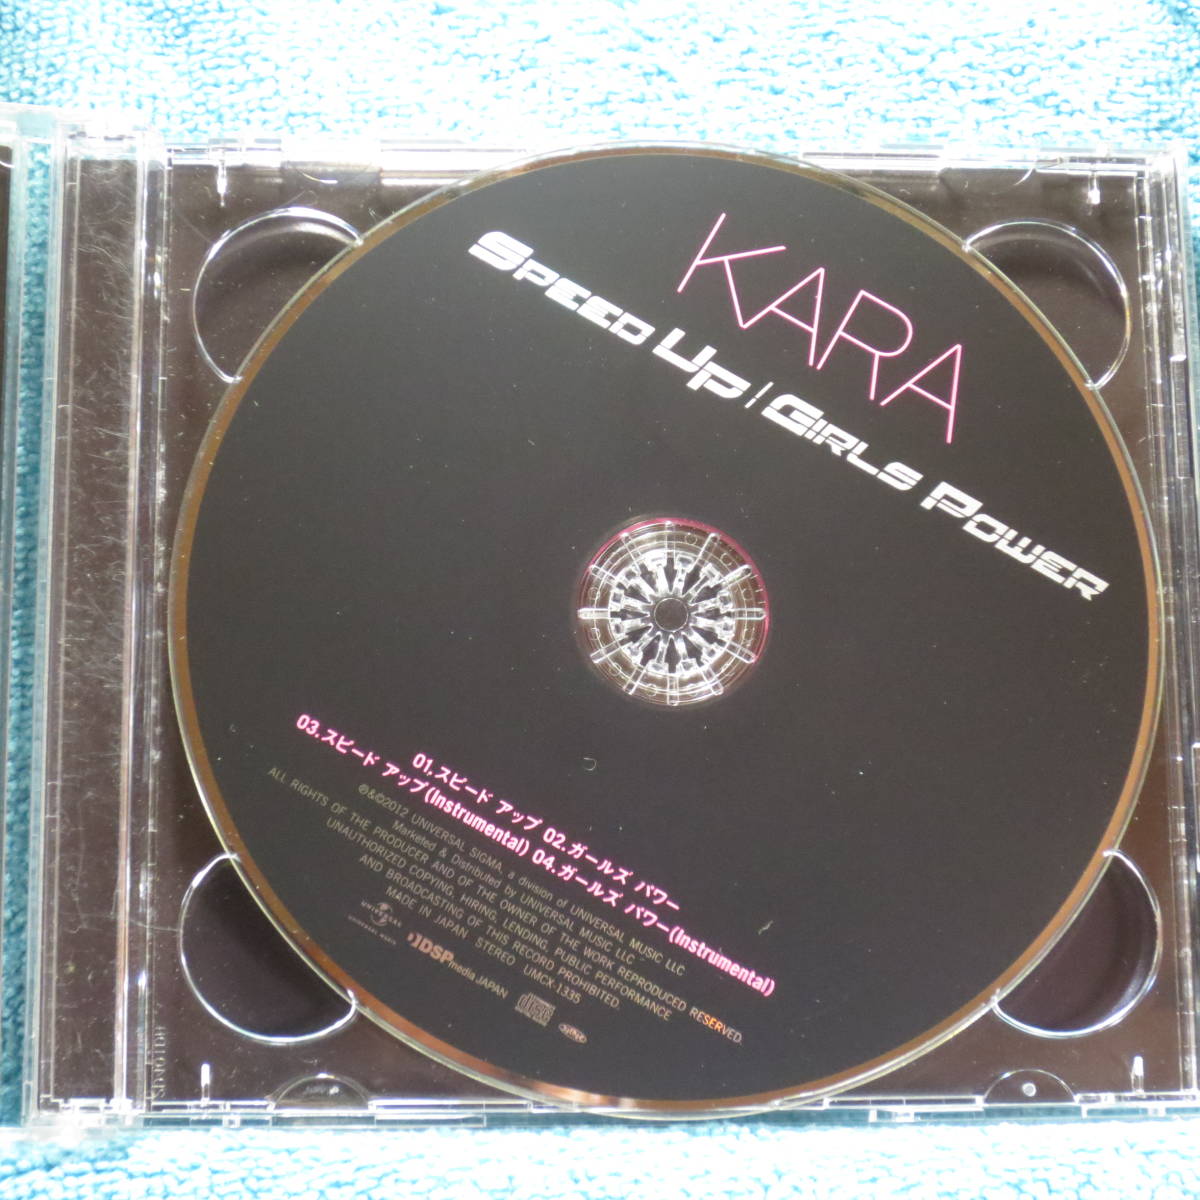 KARA
SPEED UP / GIRLS POWER
01.スピード アップ 02.ガールズ パワー
03.スピード アップ(Instrumental) 04.ガールズ パワー(Instrumental)
℗&©2012 UNIVERSAL SIGMA, a division of UNIVERSAL MUSIC LLC
Marketed & Distributed by UNIVERSAL MUSIC LLC
ALL RIGHTS OF THE PRODUCER AND OF THE OWNER OF THE WORK REPRODUCED RESERVED.
UNAUTHORIZED COPYING, HIRING, LENDING, PUBLIC PERFORMANCE
AND BROADCASTING OF THIS RECORD PROHIBITED.
MADE IN JAPAN STEREO UMCX-1335
UNIVERSAL
UNIVERSAL MUSIC
DSPmedia JAPAN